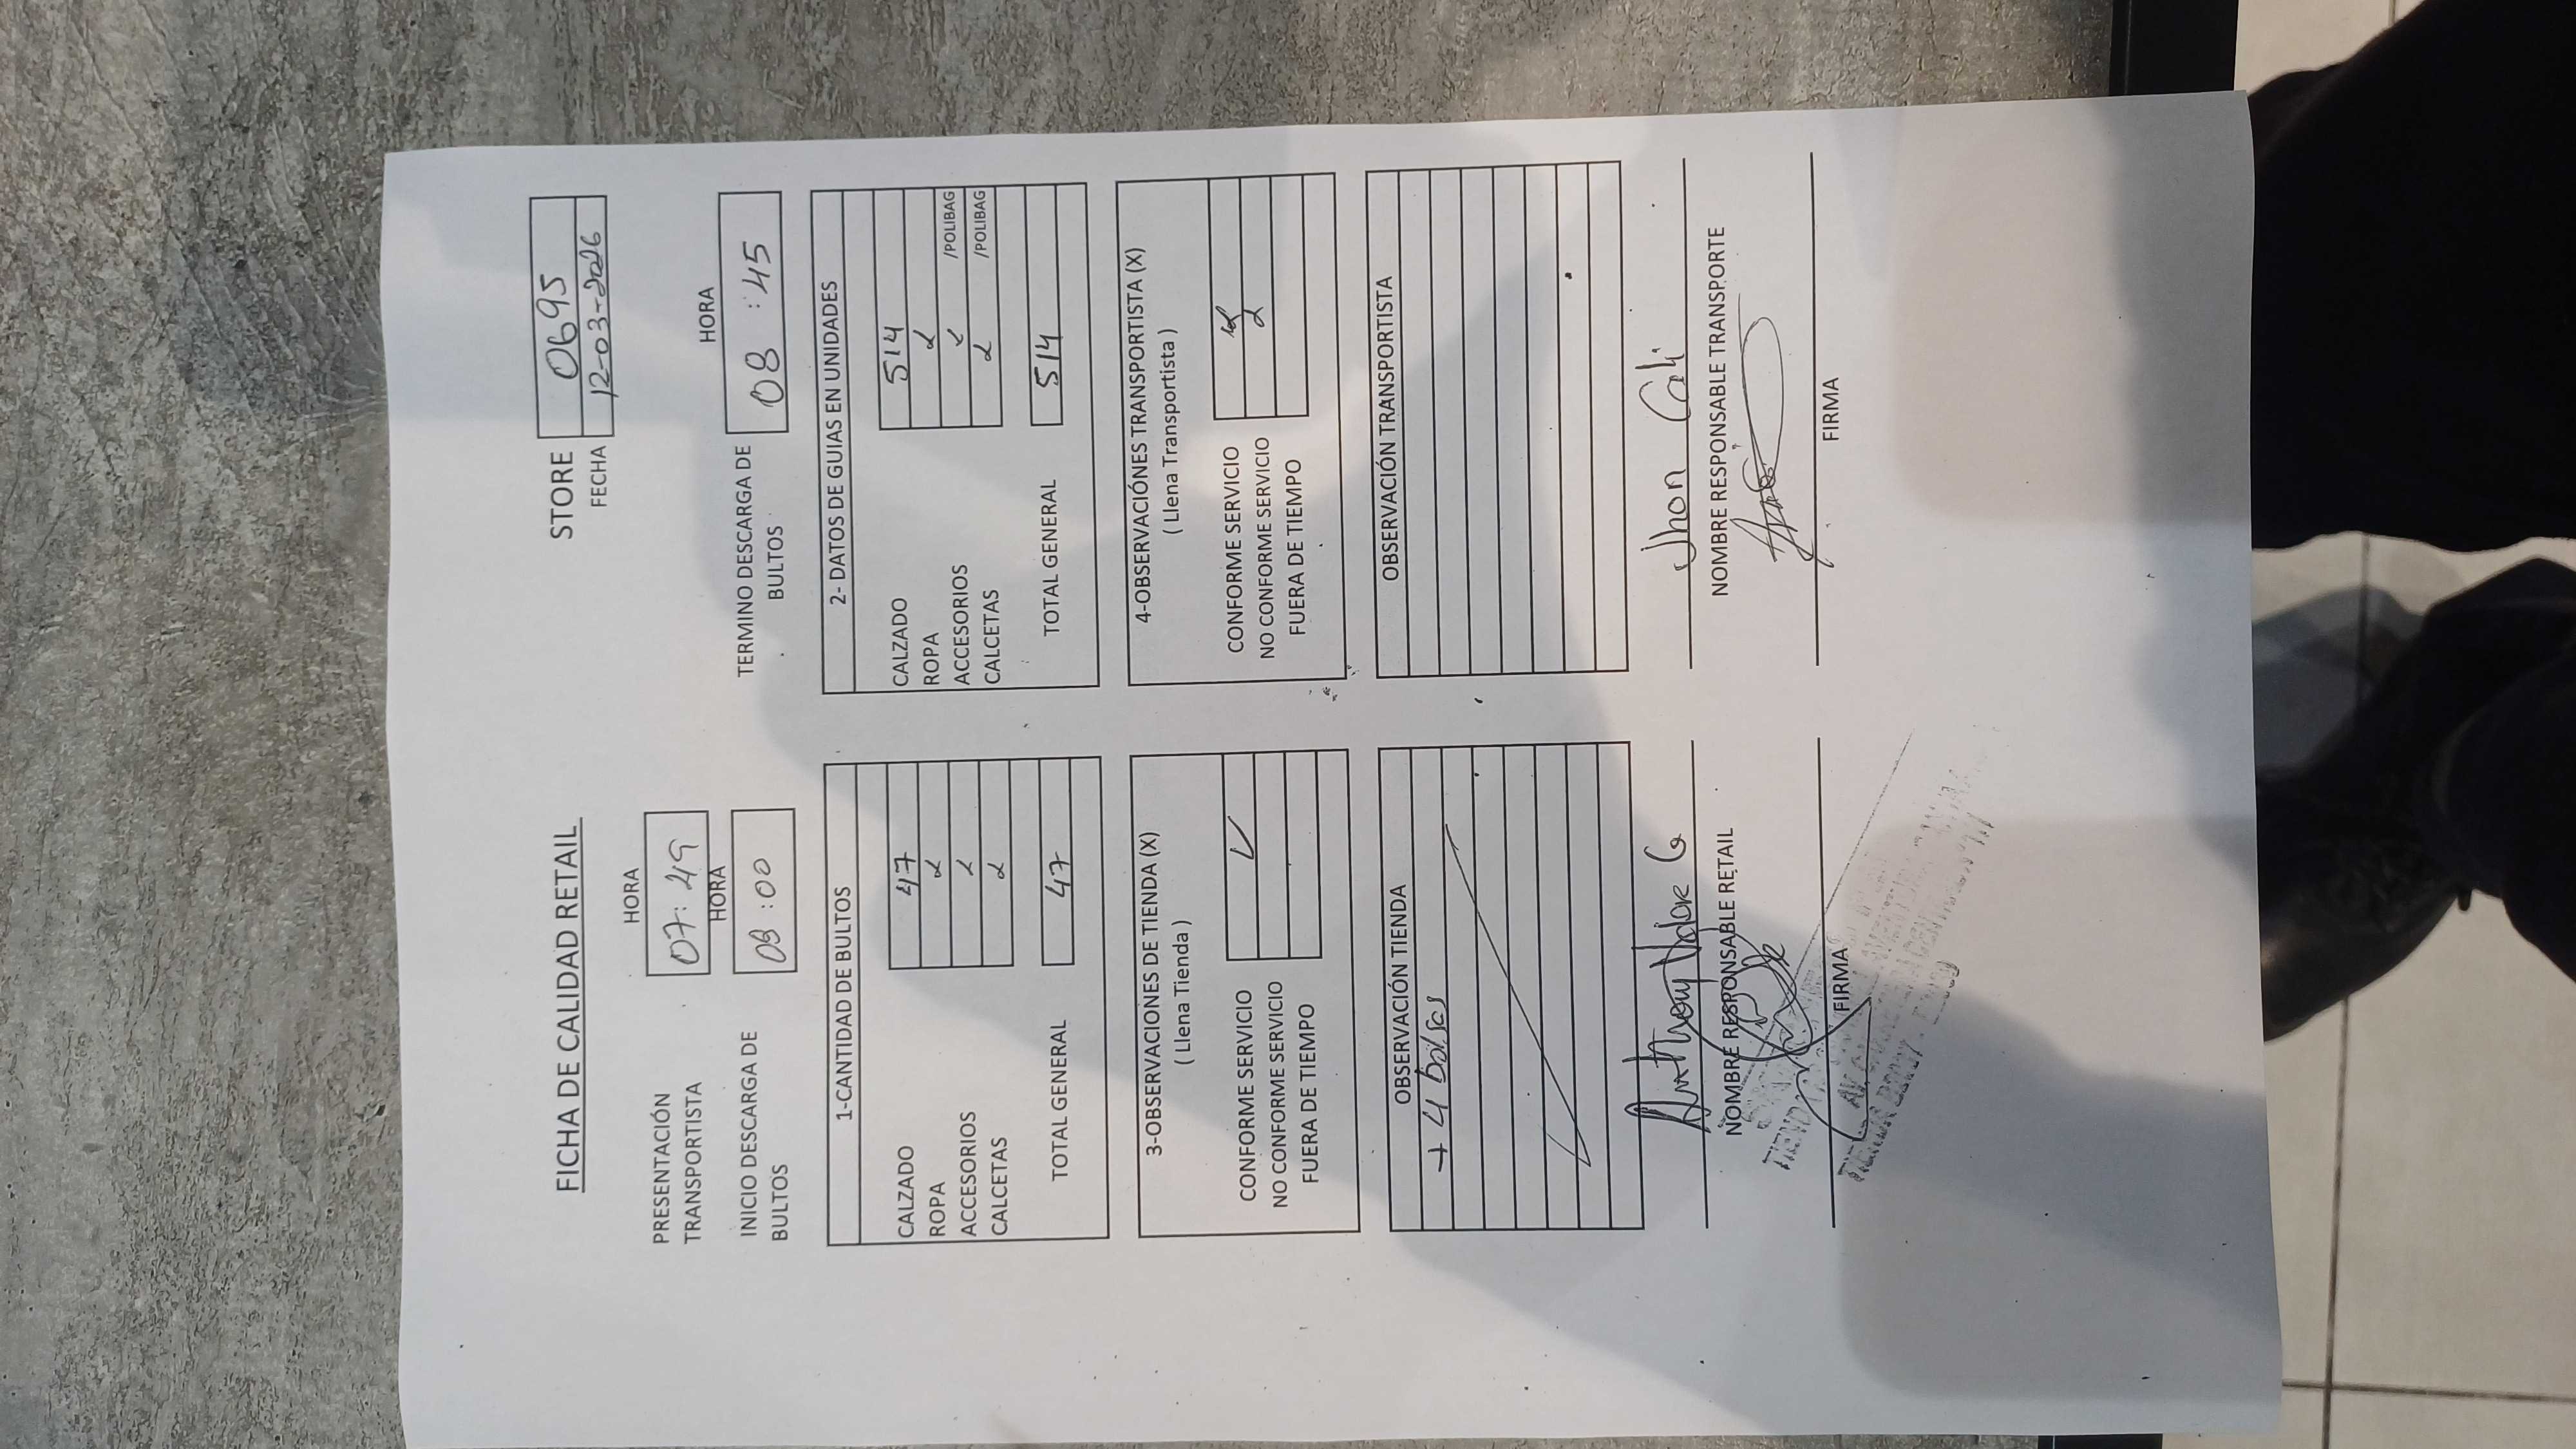 FICHA DE CALIDAD RETAIL
STORE 0695
FECHA 12-03-2026
HORA
PRESENTACIÓN TRANSPORTISTA 07:49
HORA
INICIO DESCARGA DE BULTOS 08:00
HORA
TERMINO DESCARGA DE BULTOS 08:45
1-CANTIDAD DE BULTOS
CALZADO 47
ROPA
ACCESORIOS
CALCETAS
TOTAL GENERAL 47
2- DATOS DE GUIAS EN UNIDADES
CALZADO 514
ROPA
ACCESORIOS /POLIBAG
CALCETAS /POLIBAG
TOTAL GENERAL 514
3-OBSERVACIONES DE TIENDA (X)
( Llena Tienda )
CONFORME SERVICIO ✓
NO CONFORME SERVICIO
FUERA DE TIEMPO
4-OBSERVACIÓNES TRANSPORTISTA (X)
( Llena Transportista )
CONFORME SERVICIO
NO CONFORME SERVICIO
FUERA DE TIEMPO
OBSERVACIÓN TIENDA
+ 4 bolsas
OBSERVACIÓN TRANSPORTISTA
Anthony G
NOMBRE RESPONSABLE RETAIL
FIRMA
Jhon Cali
NOMBRE RESPONSABLE TRANSPORTE
FIRMA